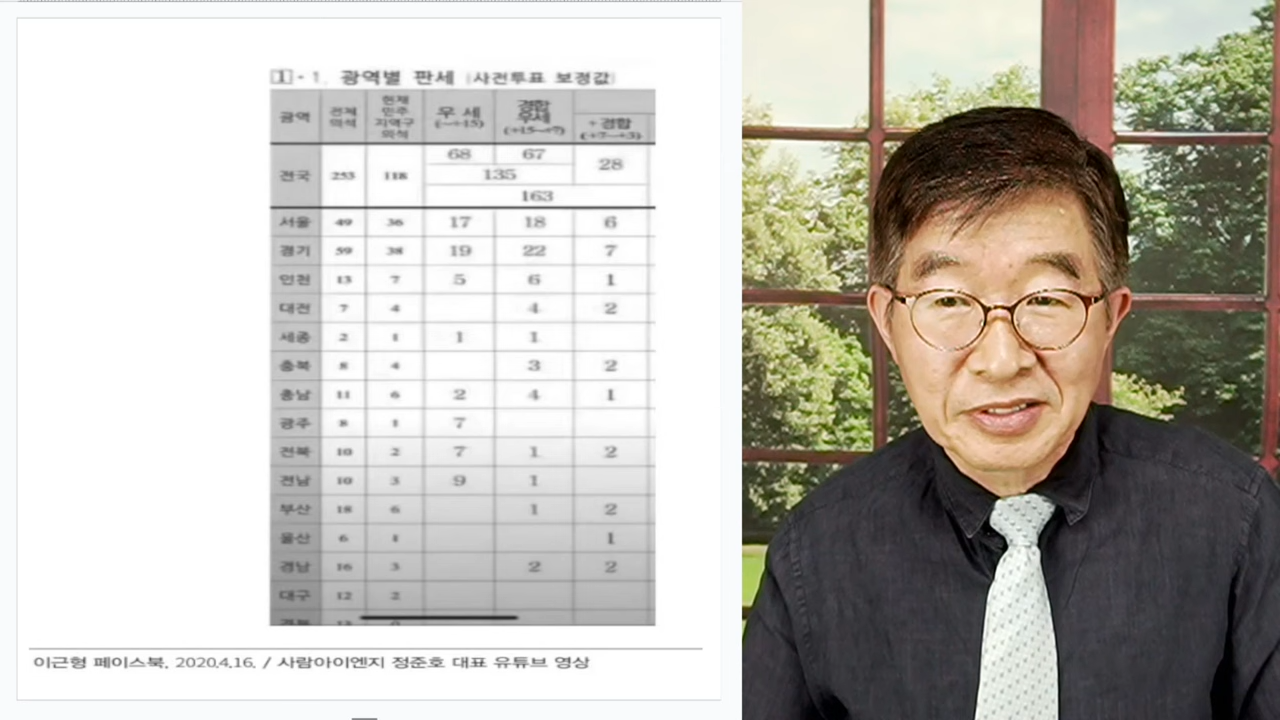 1-1. 광역별 판세 (사전투표 보정값)
광역 전체 의석 현재 민주 지역구 의석 우세 (~+15) 경합 우세 (+15~+7) +경합 (+7~+3)
전국 253 118 68 67 28
135
163
서울 49 36 17 18 6
경기 59 38 19 22 7
인천 13 7 5 6 1
대전 7 4 4 2
세종 2 1 1 1
충북 8 4 3 2
충남 11 6 2 4 1
광주 8 1 7
전북 10 2 7 1 2
전남 10 3 9 1
부산 18 6 1 2
울산 6 1 1
경남 16 3 2 2
대구 12 2
이근형 페이스북, 2020.4.16. / 사람아이엔지 정준호 대표 유튜브 영상